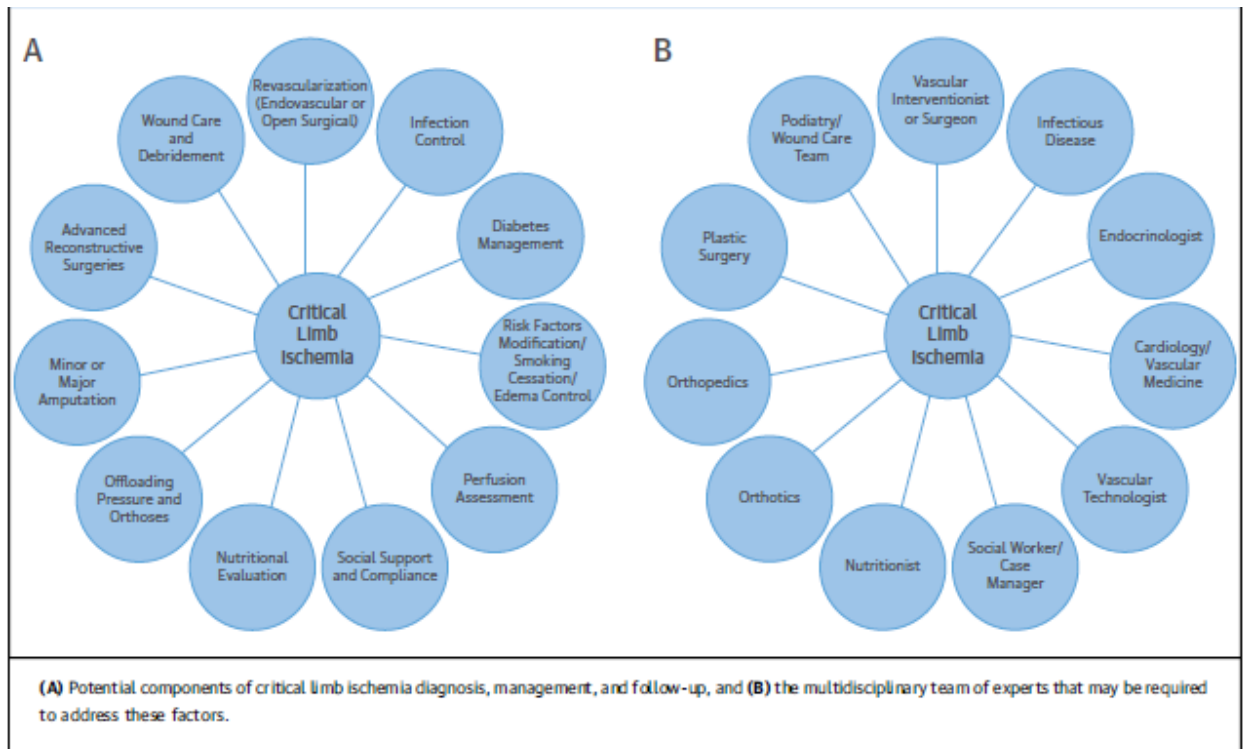 A
Revascularization
(Endovascular or
Open Surgical)
Infection
Control
Diabetes
Management
Risk Factors
Modification/
Smoking
Cessation/
Edema Control
Perfusion
Assessment
Social Support
and Compliance
Nutritional
Evaluation
Offloading
Pressure and
Orthoses
Minor or
Major
Amputation
Advanced
Reconstructive
Surgeries
Wound Care
and
Debridement
Critical
Limb
Ischemia
B
Vascular
Interventionist
or Surgeon
Infectious
Disease
Endocrinologist
Cardiology/
Vascular
Medicine
Vascular
Technologist
Social Worker/
Case
Manager
Nutritionist
Orthotics
Orthopedics
Plastic
Surgery
Podiatry/
Wound Care
Team
Critical
Limb
Ischemia
(A) Potential components of critical limb ischemia diagnosis, management, and follow-up, and (B) the multidisciplinary team of experts that may be required
to address these factors.